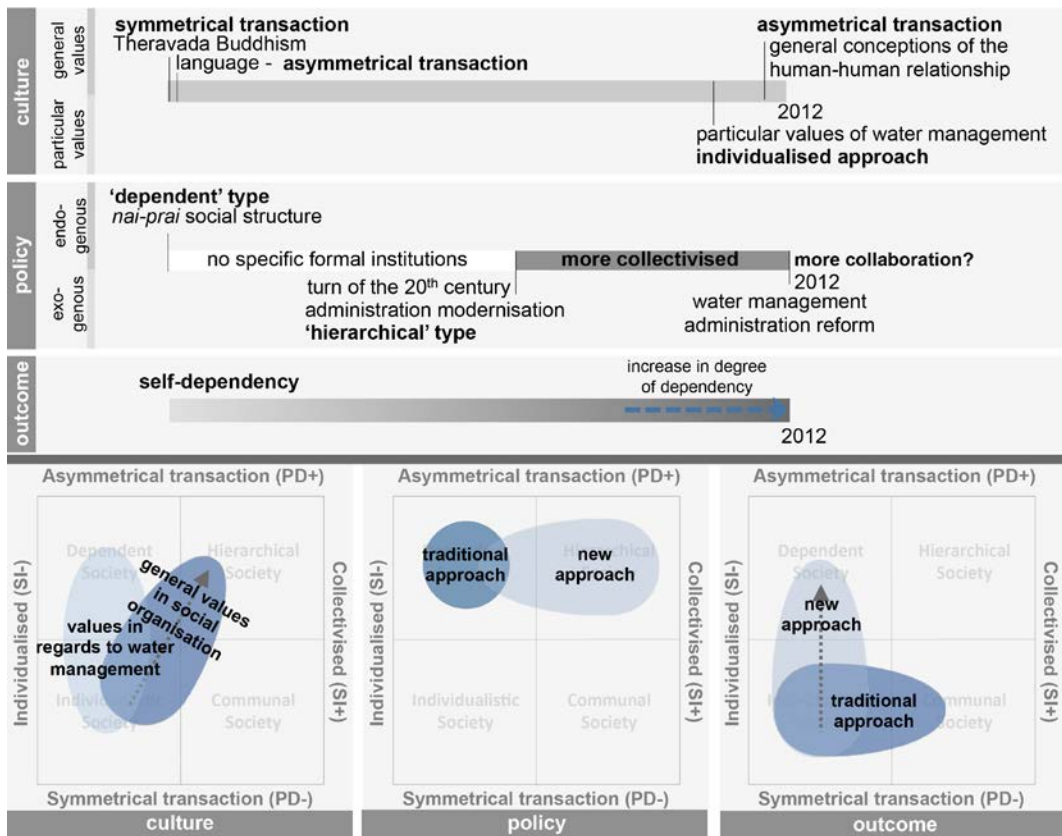 culture
general
values
particular
values
symmetrical transaction
Theravada Buddhism
language - asymmetrical transaction
asymmetrical transaction
general conceptions of the
human-human relationship
2012
particular values of water management
individualised approach
policy
endo-
genous
exo-
genous
'dependent' type
nai-prai social structure
no specific formal institutions
more collectivised
more collaboration?
2012
turn of the 20th century
administration modernisation
'hierarchical' type
water management
administration reform
outcome
self-dependency
increase in degree
of dependency
2012
Asymmetrical transaction (PD+)
Individualised (SI-)
Collectivised (SI+)
Dependent
Society
Hierarchical
Society
general values
in social
organisation
values in
regards to water
management
Individualistic
Society
Communal
Society
Symmetrical transaction (PD-)
culture
Asymmetrical transaction (PD+)
Individualised (SI-)
Collectivised (SI+)
traditional
approach
Hierarchical
new
approach
Individualistic
Society
Communal
Society
Symmetrical transaction (PD-)
policy
Asymmetrical transaction (PD+)
Individualised (SI-)
Collectivised (SI+)
Dependent
Society
Hierarchical
Society
new
approach
traditional
approach
Communal
Society
Symmetrical transaction (PD-)
outcome